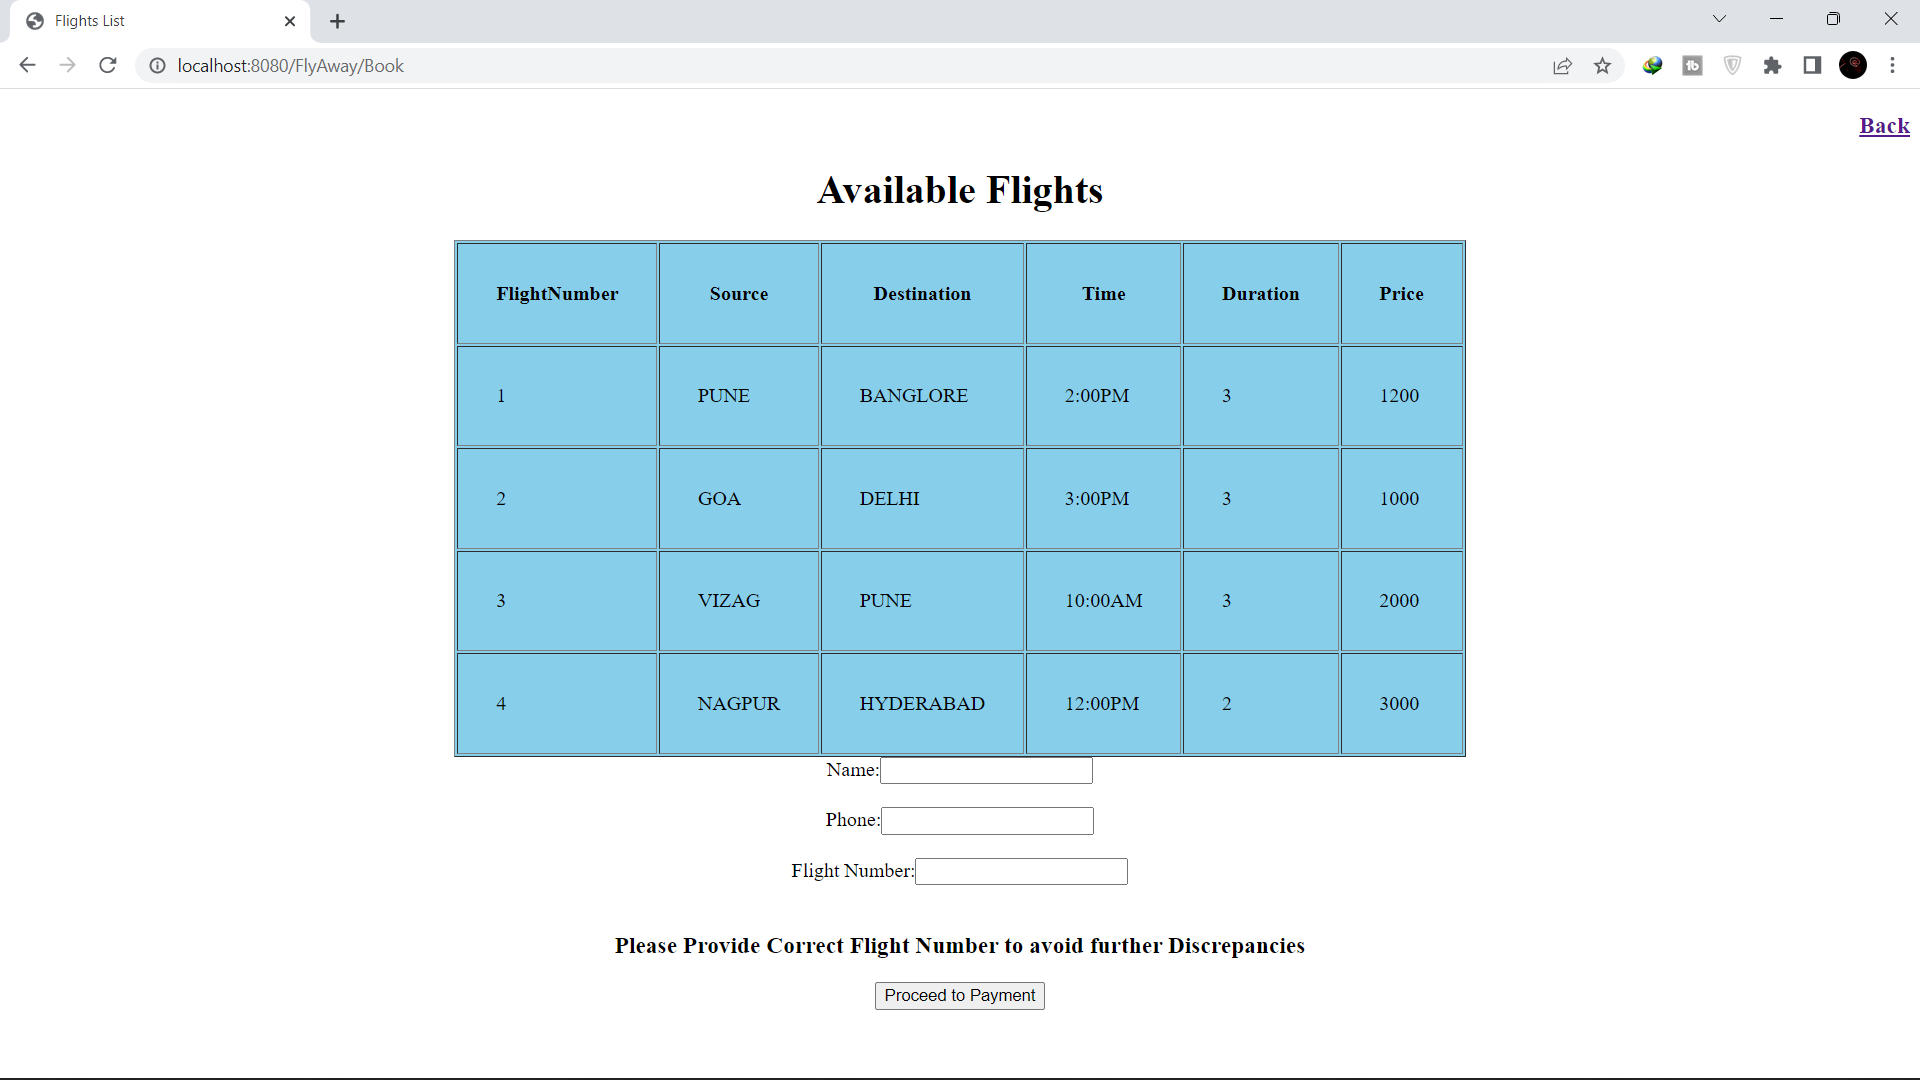 Flights List
localhost:8080/FlyAway/Book
Back
Available Flights
FlightNumber Source Destination Time Duration Price
1 PUNE BANGLORE 2:00PM 3 1200
2 GOA DELHI 3:00PM 3 1000
3 VIZAG PUNE 10:00AM 3 2000
4 NAGPUR HYDERABAD 12:00PM 2 3000
Name:
Phone:
Flight Number:
Please Provide Correct Flight Number to avoid further Discrepancies
Proceed to Payment